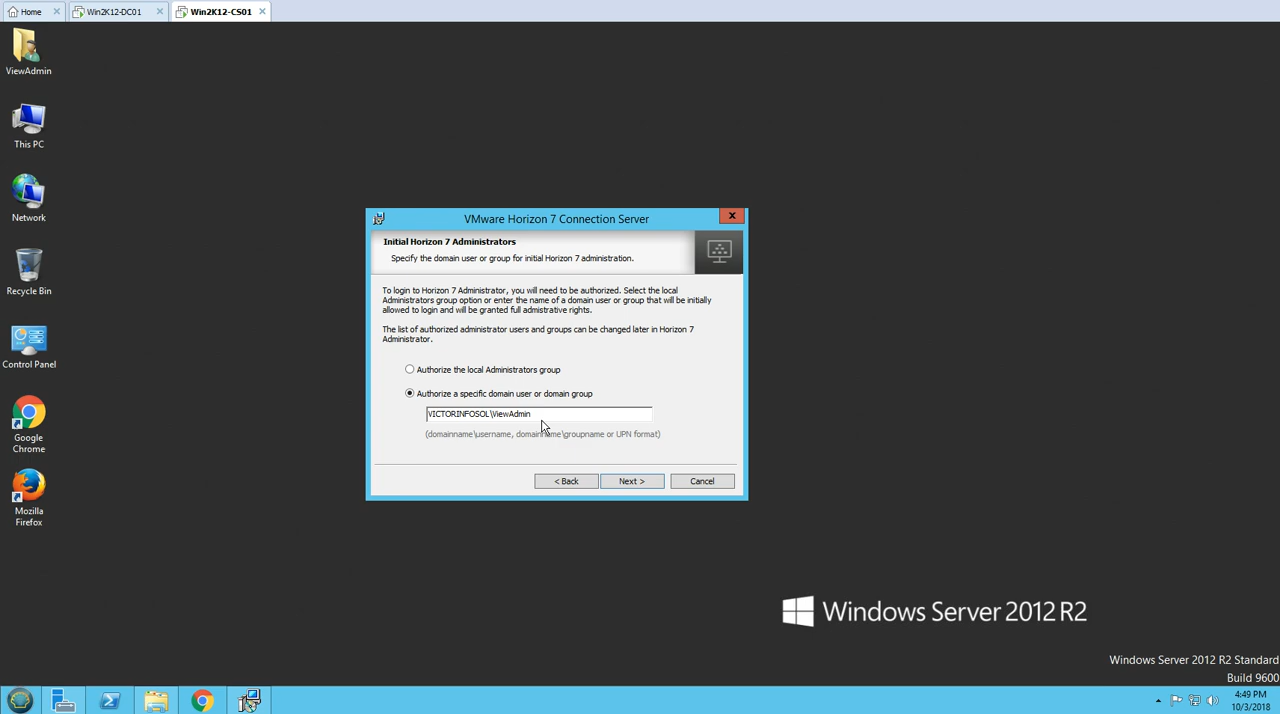 Home
Win2K12-DC01
Win2K12-CS01
ViewAdmin
This PC
Network
Recycle Bin
Control Panel
Google
Chrome
Mozilla
Firefox
VMware Horizon 7 Connection Server
Initial Horizon 7 Administrators
Specify the domain user or group for initial Horizon 7 administration.
To login to Horizon 7 Administrator, you will need to be authorized. Select the local
Administrators group option or enter the name of a domain user or group that will be initially
allowed to login and will be granted full admistrative rights.
The list of authorized administrator users and groups can be changed later in Horizon 7
Administrator.
Authorize the local Administrators group
Authorize a specific domain user or domain group
VICTORINFOSOL\ViewAdmin
(domainname\username, domainname\groupname or UPN format)
< Back
Next >
Cancel
Windows Server 2012 R2
Windows Server 2012 R2 Standard
Build 9600
4:49 PM
10/3/2018